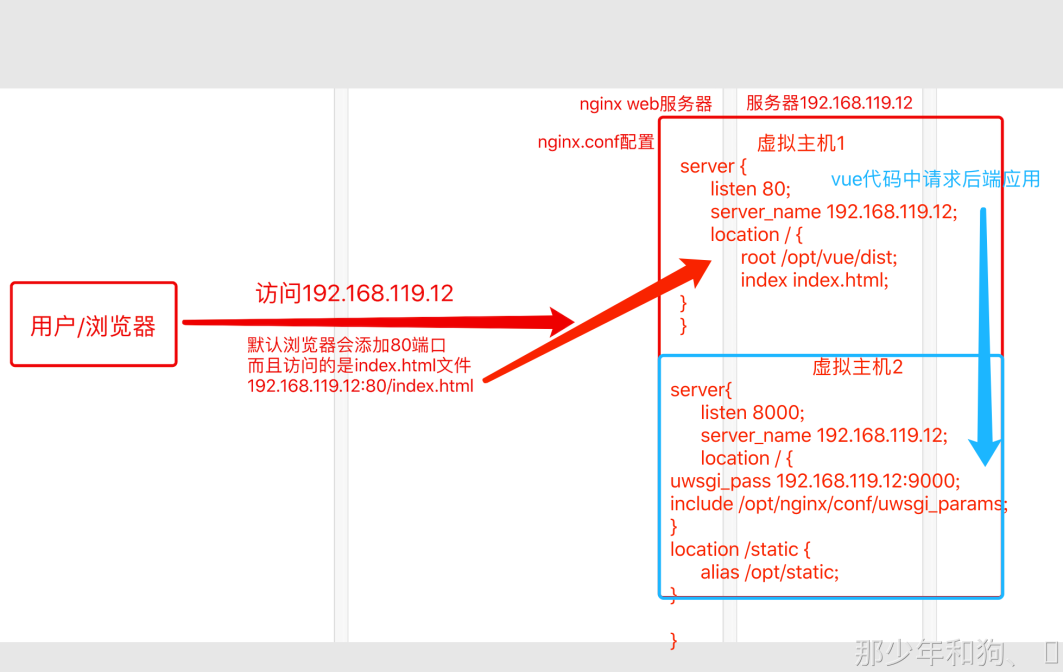 nginx web服务器
服务器192.168.119.12
nginx.conf配置
虚拟主机1
server {
listen 80;
vue代码中请求后端应用
server_name 192.168.119.12;
location / {
root /opt/vue/dist;
index index.html;
}
}
用户/浏览器
访问192.168.119.12
默认浏览器会添加80端口
而且访问的是index.html文件
192.168.119.12:80/index.html
虚拟主机2
server{
listen 8000;
server_name 192.168.119.12;
location / {
uwsgi_pass 192.168.119.12:9000;
include /opt/nginx/conf/uwsgi_params;
}
location /static {
alias /opt/static;
}
}
那少年和狗、